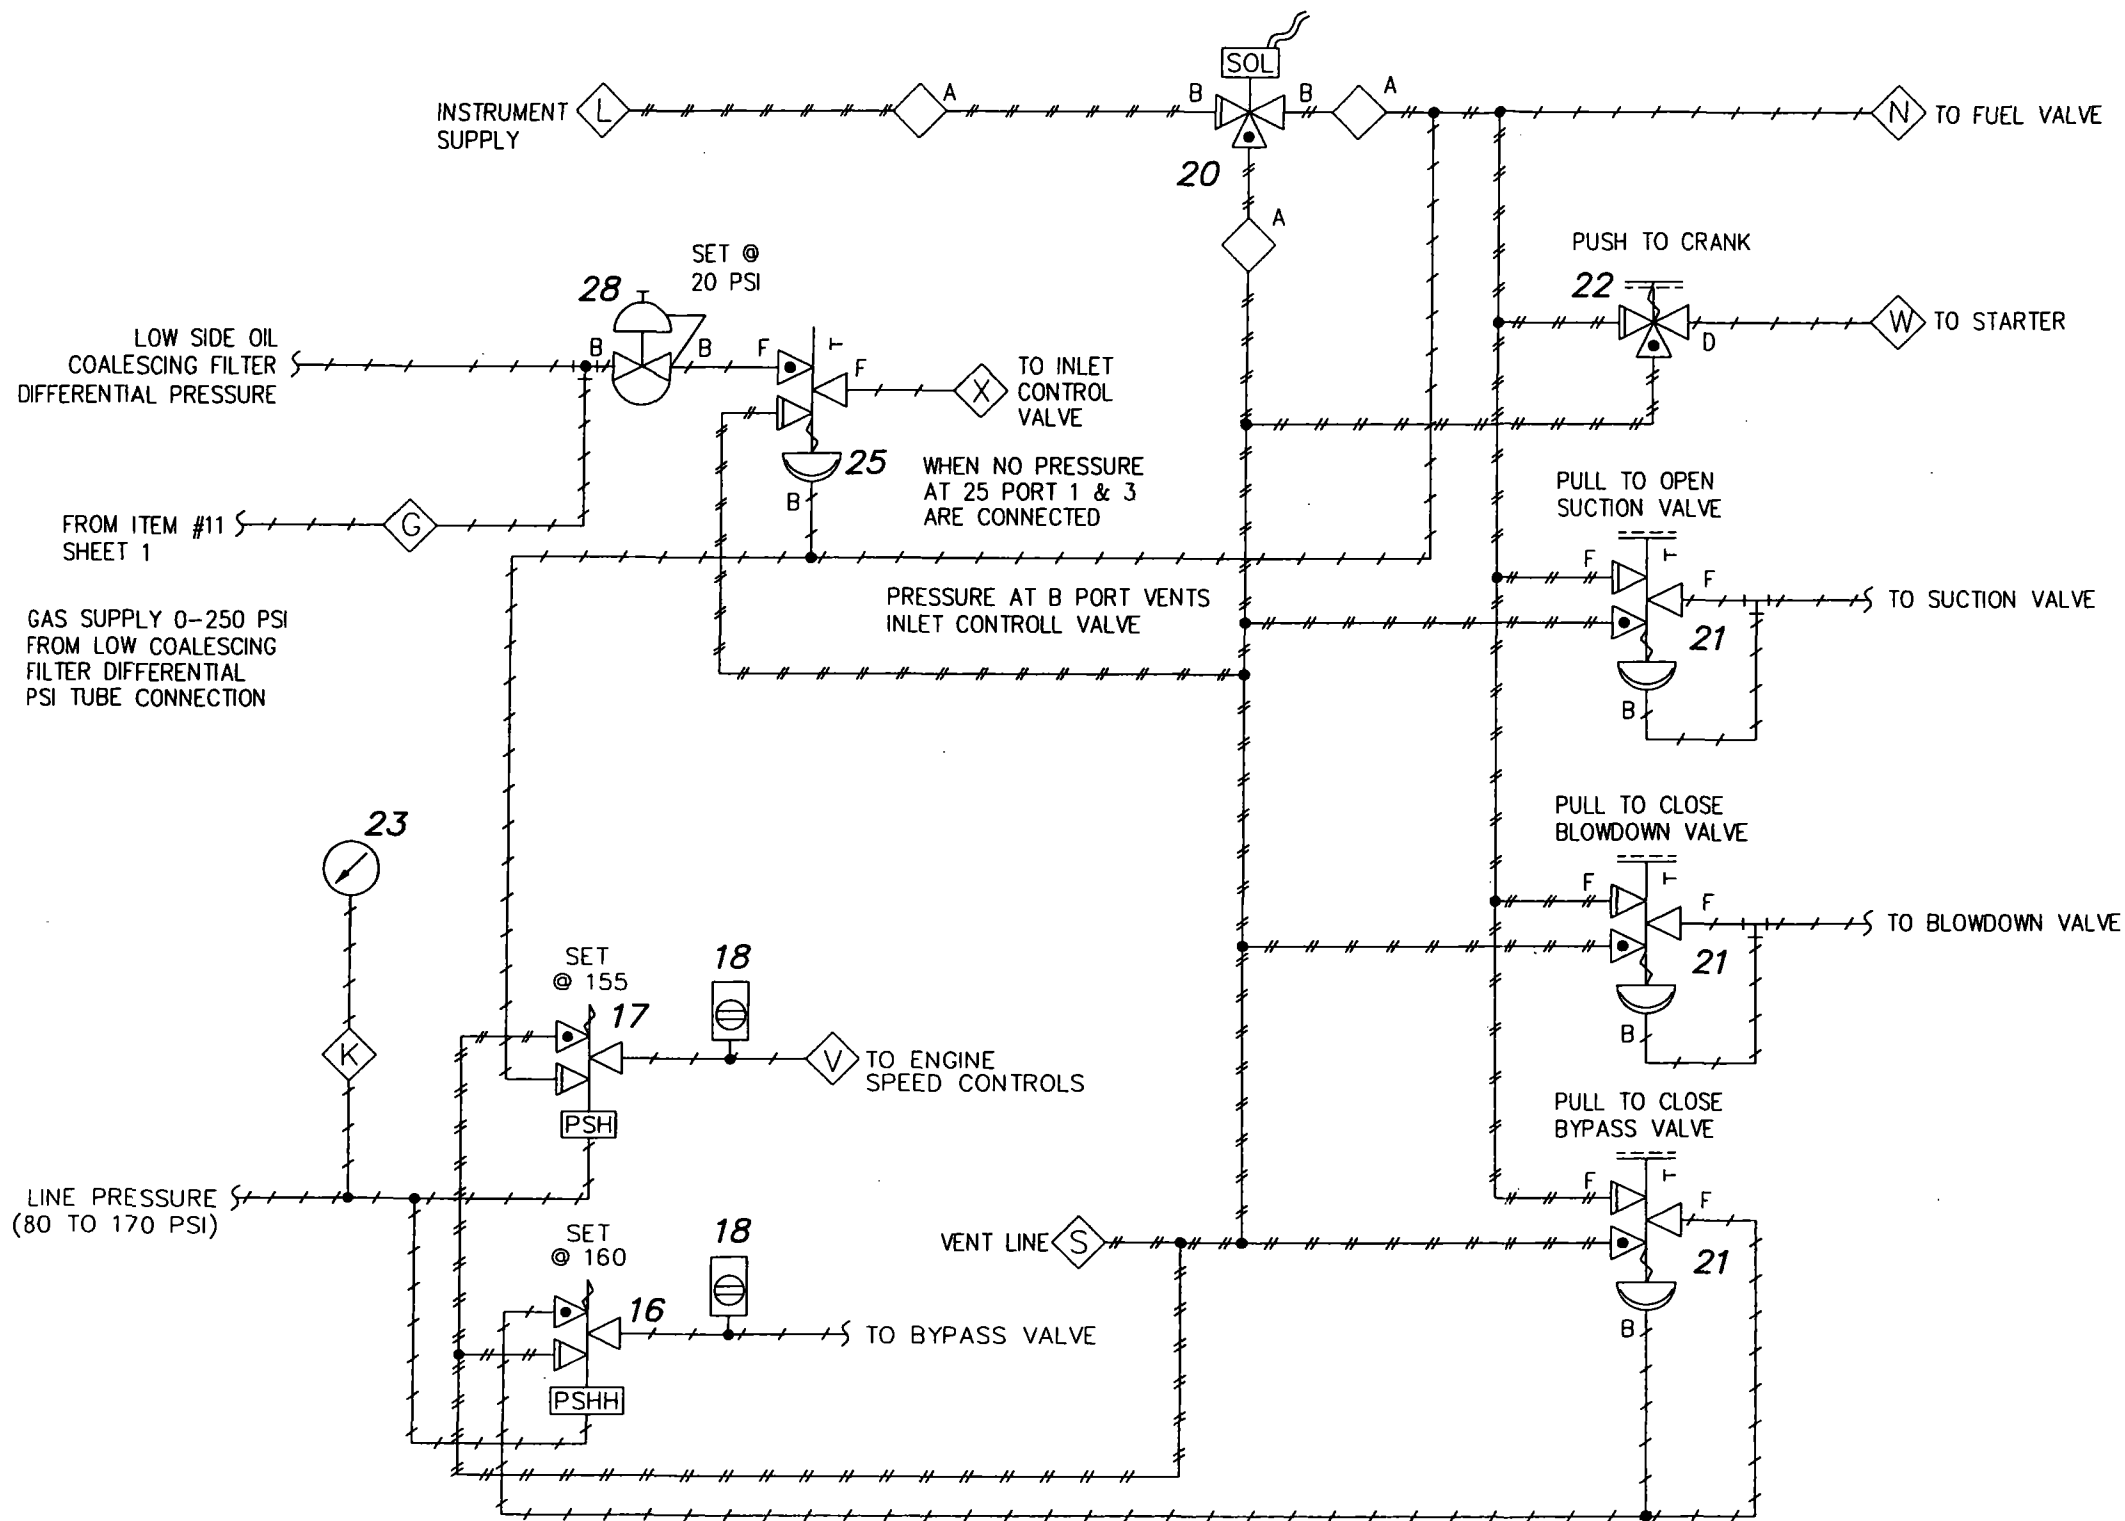 SOL
INSTRUMENT
SUPPLY
L
A
B
B
A
N
TO FUEL VALVE
20
A
SET @
20 PSI
28
PUSH TO CRANK
22
LOW SIDE OIL
COALESCING FILTER
DIFFERENTIAL PRESSURE
B
B
F
T
F
X
TO INLET
CONTROL
VALVE
W
TO STARTER
D
25
B
WHEN NO PRESSURE
AT 25 PORT 1 & 3
ARE CONNECTED
FROM ITEM #11
SHEET 1
G
PULL TO OPEN
SUCTION VALVE
F
T
F
TO SUCTION VALVE
21
B
PRESSURE AT B PORT VENTS
INLET CONTROLL VALVE
GAS SUPPLY 0-250 PSI
FROM LOW COALESCING
FILTER DIFFERENTIAL
PSI TUBE CONNECTION
PULL TO CLOSE
BLOWDOWN VALVE
F
T
F
TO BLOWDOWN VALVE
21
B
23
K
SET
@ 155
17
18
V
TO ENGINE
SPEED CONTROLS
PSH
LINE PRESSURE
(80 TO 170 PSI)
PULL TO CLOSE
BYPASS VALVE
F
T
F
21
B
VENT LINE
S
SET
@ 160
16
18
TO BYPASS VALVE
PSHH